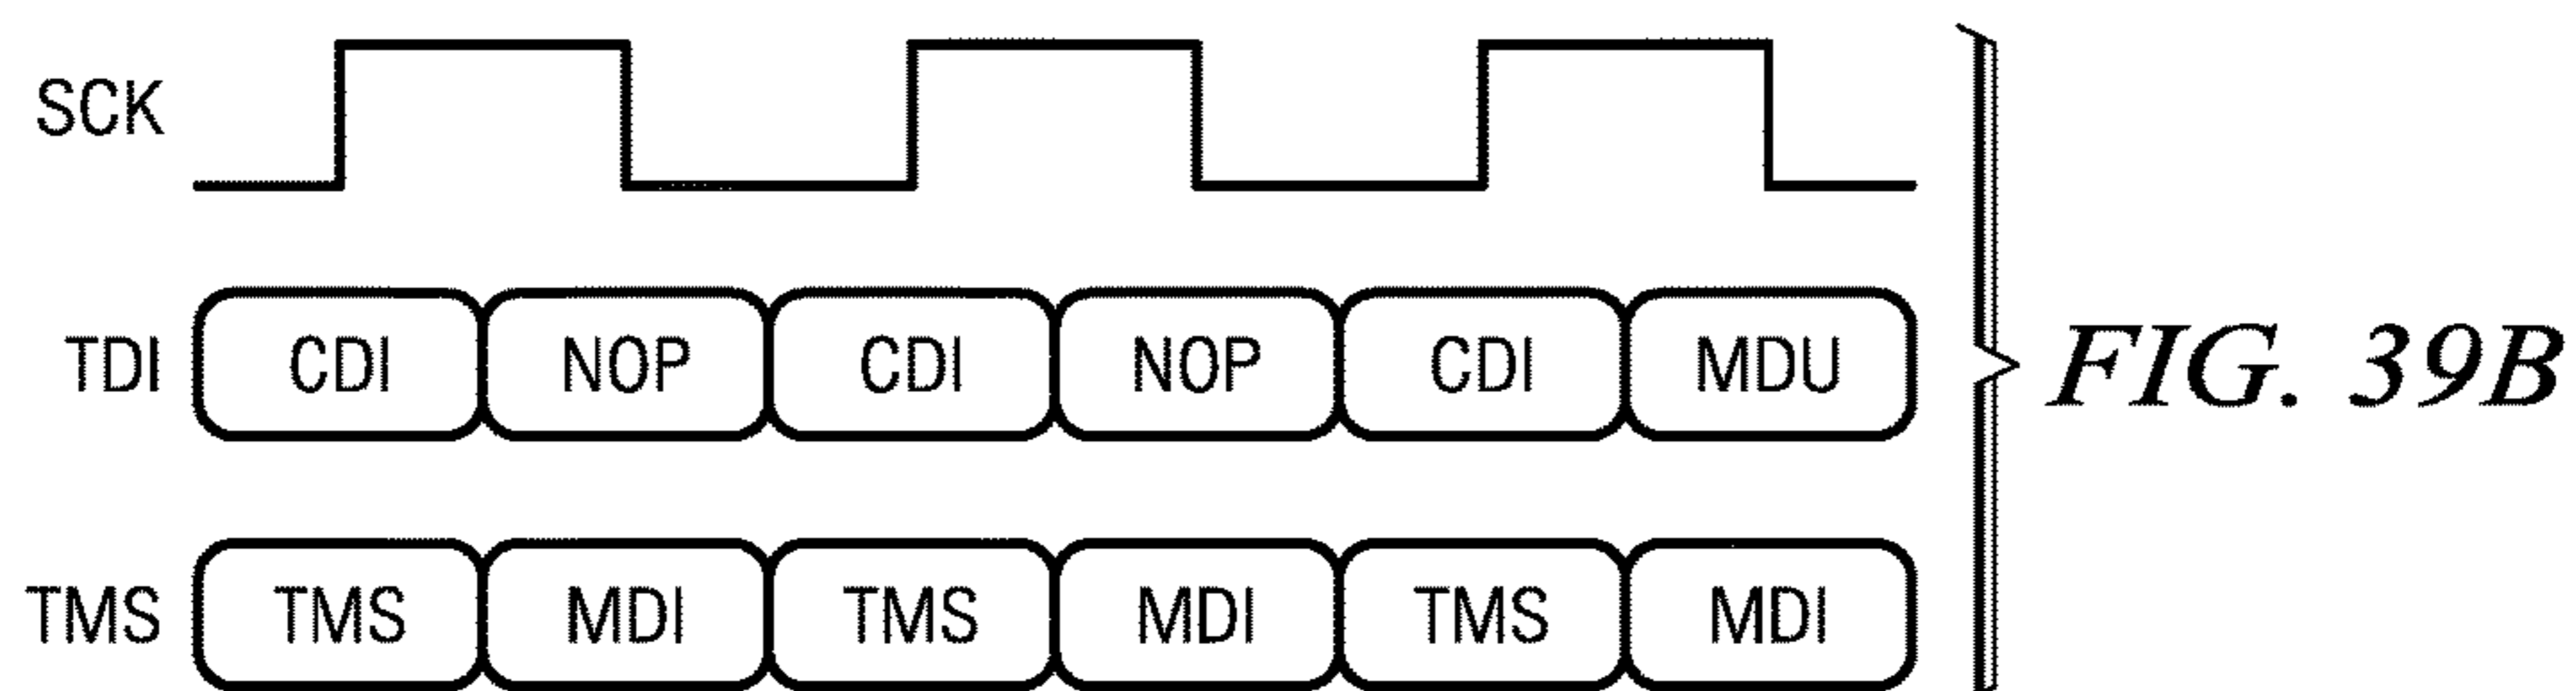 SCK
TDI CDI NOP CDI NOP CDI MDU
FIG. 39B
TMS TMS MDI TMS MDI TMS MDI